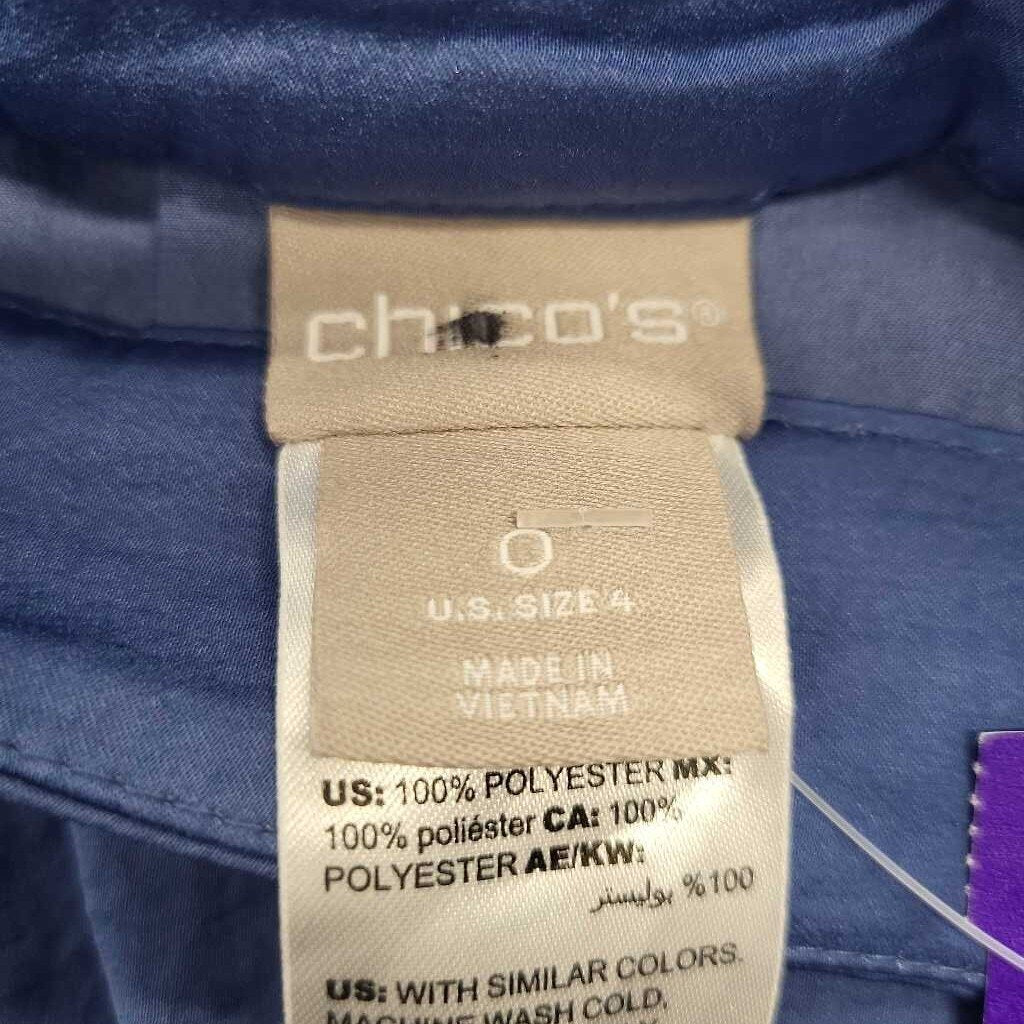 chico's®
0
U.S. SIZE 4
MADE IN
VIETNAM
US: 100% POLYESTER MX:
100% poliéster CA: 100%
POLYESTER AE/KW:
100% بوليستر
US: WITH SIMILAR COLORS.
MACHINE WASH COLD,